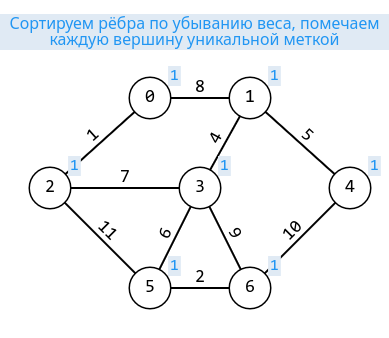 Сортируем рёбра по убыванию веса, помечаем
каждую вершину уникальной меткой
1 1
0 8 1
1 4 5
1 1 1
2 7 3 4
11 6 9 10
1 1
5 2 6